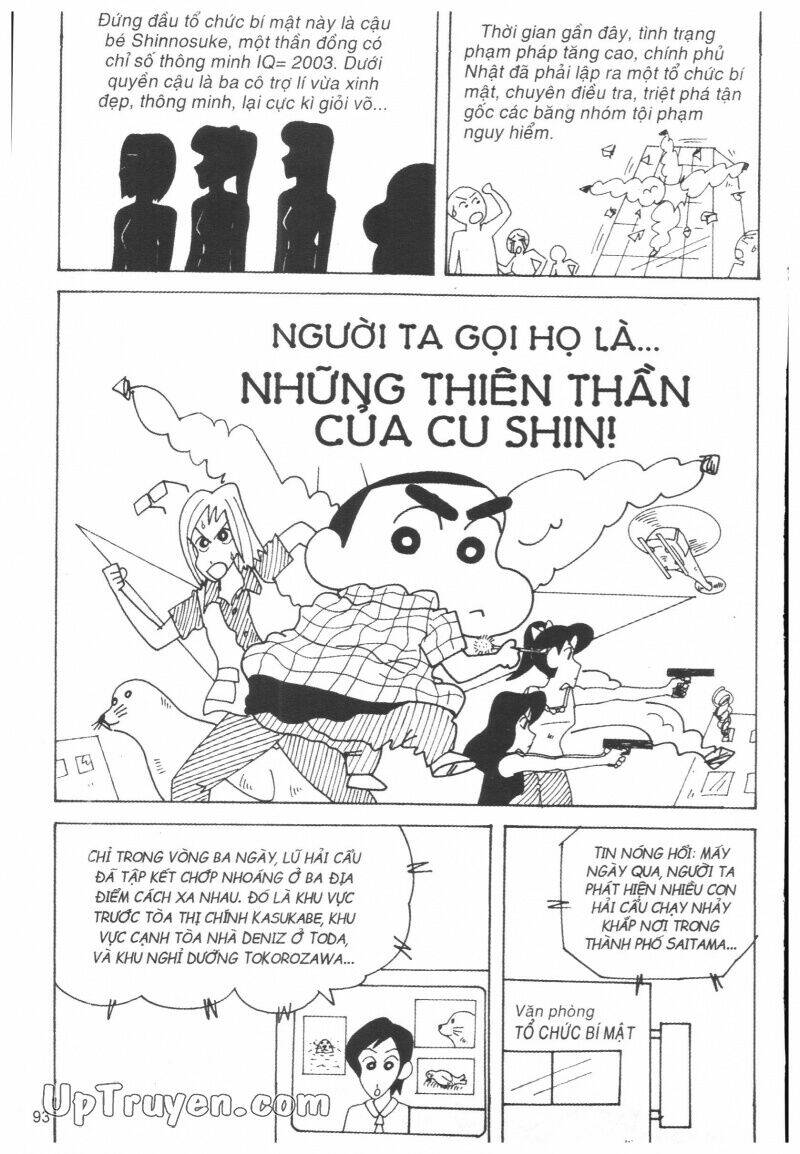 Thời gian gần đây, tình trạng
phạm pháp tăng cao, chính phủ
Nhật đã phải lập ra một tổ chức bí
mật, chuyên điều tra, triệt phá tận
gốc các băng nhóm tội phạm
nguy hiểm.
Đứng đầu tổ chức bí mật này là cậu
bé Shinnosuke, một thần đồng có
chỉ số thông minh IQ= 2003. Dưới
quyền cậu là ba cô trợ lí vừa xinh
đẹp, thông minh, lại cực kì giỏi võ...
NGƯỜI TA GỌI HỌ LÀ...
NHỮNG THIÊN THẦN
CỦA CU SHIN!
TIN NÓNG HỔI: MẤY
NGÀY QUA, NGƯỜI TA
PHÁT HIỆN NHIỀU CON
HẢI CẨU CHẠY NHẢY
KHẮP NƠI TRONG
THÀNH PHỐ SAITAMA...
Văn phòng
TỔ CHỨC BÍ MẬT
CHỈ TRONG VÒNG BA NGÀY, LŨ HẢI CẨU
ĐÃ TẬP KẾT CHỚP NHOÁNG Ở BA ĐỊA
ĐIỂM CÁCH XA NHAU. ĐÓ LÀ KHU VỰC
TRƯỚC TÒA THỊ CHÍNH KASUKABE, KHU
VỰC CẠNH TÒA NHÀ DENIZ Ở TODA,
VÀ KHU NGHỈ DƯỠNG TOKOROZAWA...
93
UpTruyen.com